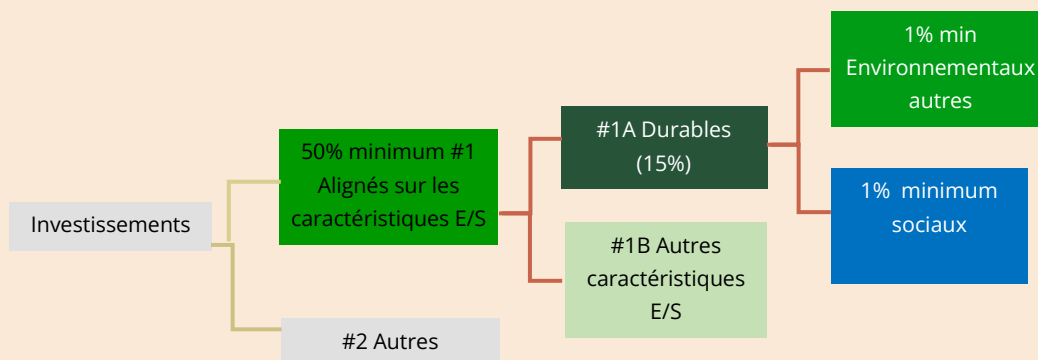 Investissements
50% minimum #1
Alignés sur les
caractéristiques E/S
#2 Autres
#1A Durables
(15%)
#1B Autres
caractéristiques
E/S
1% min
Environnementaux
autres
1% minimum
sociaux